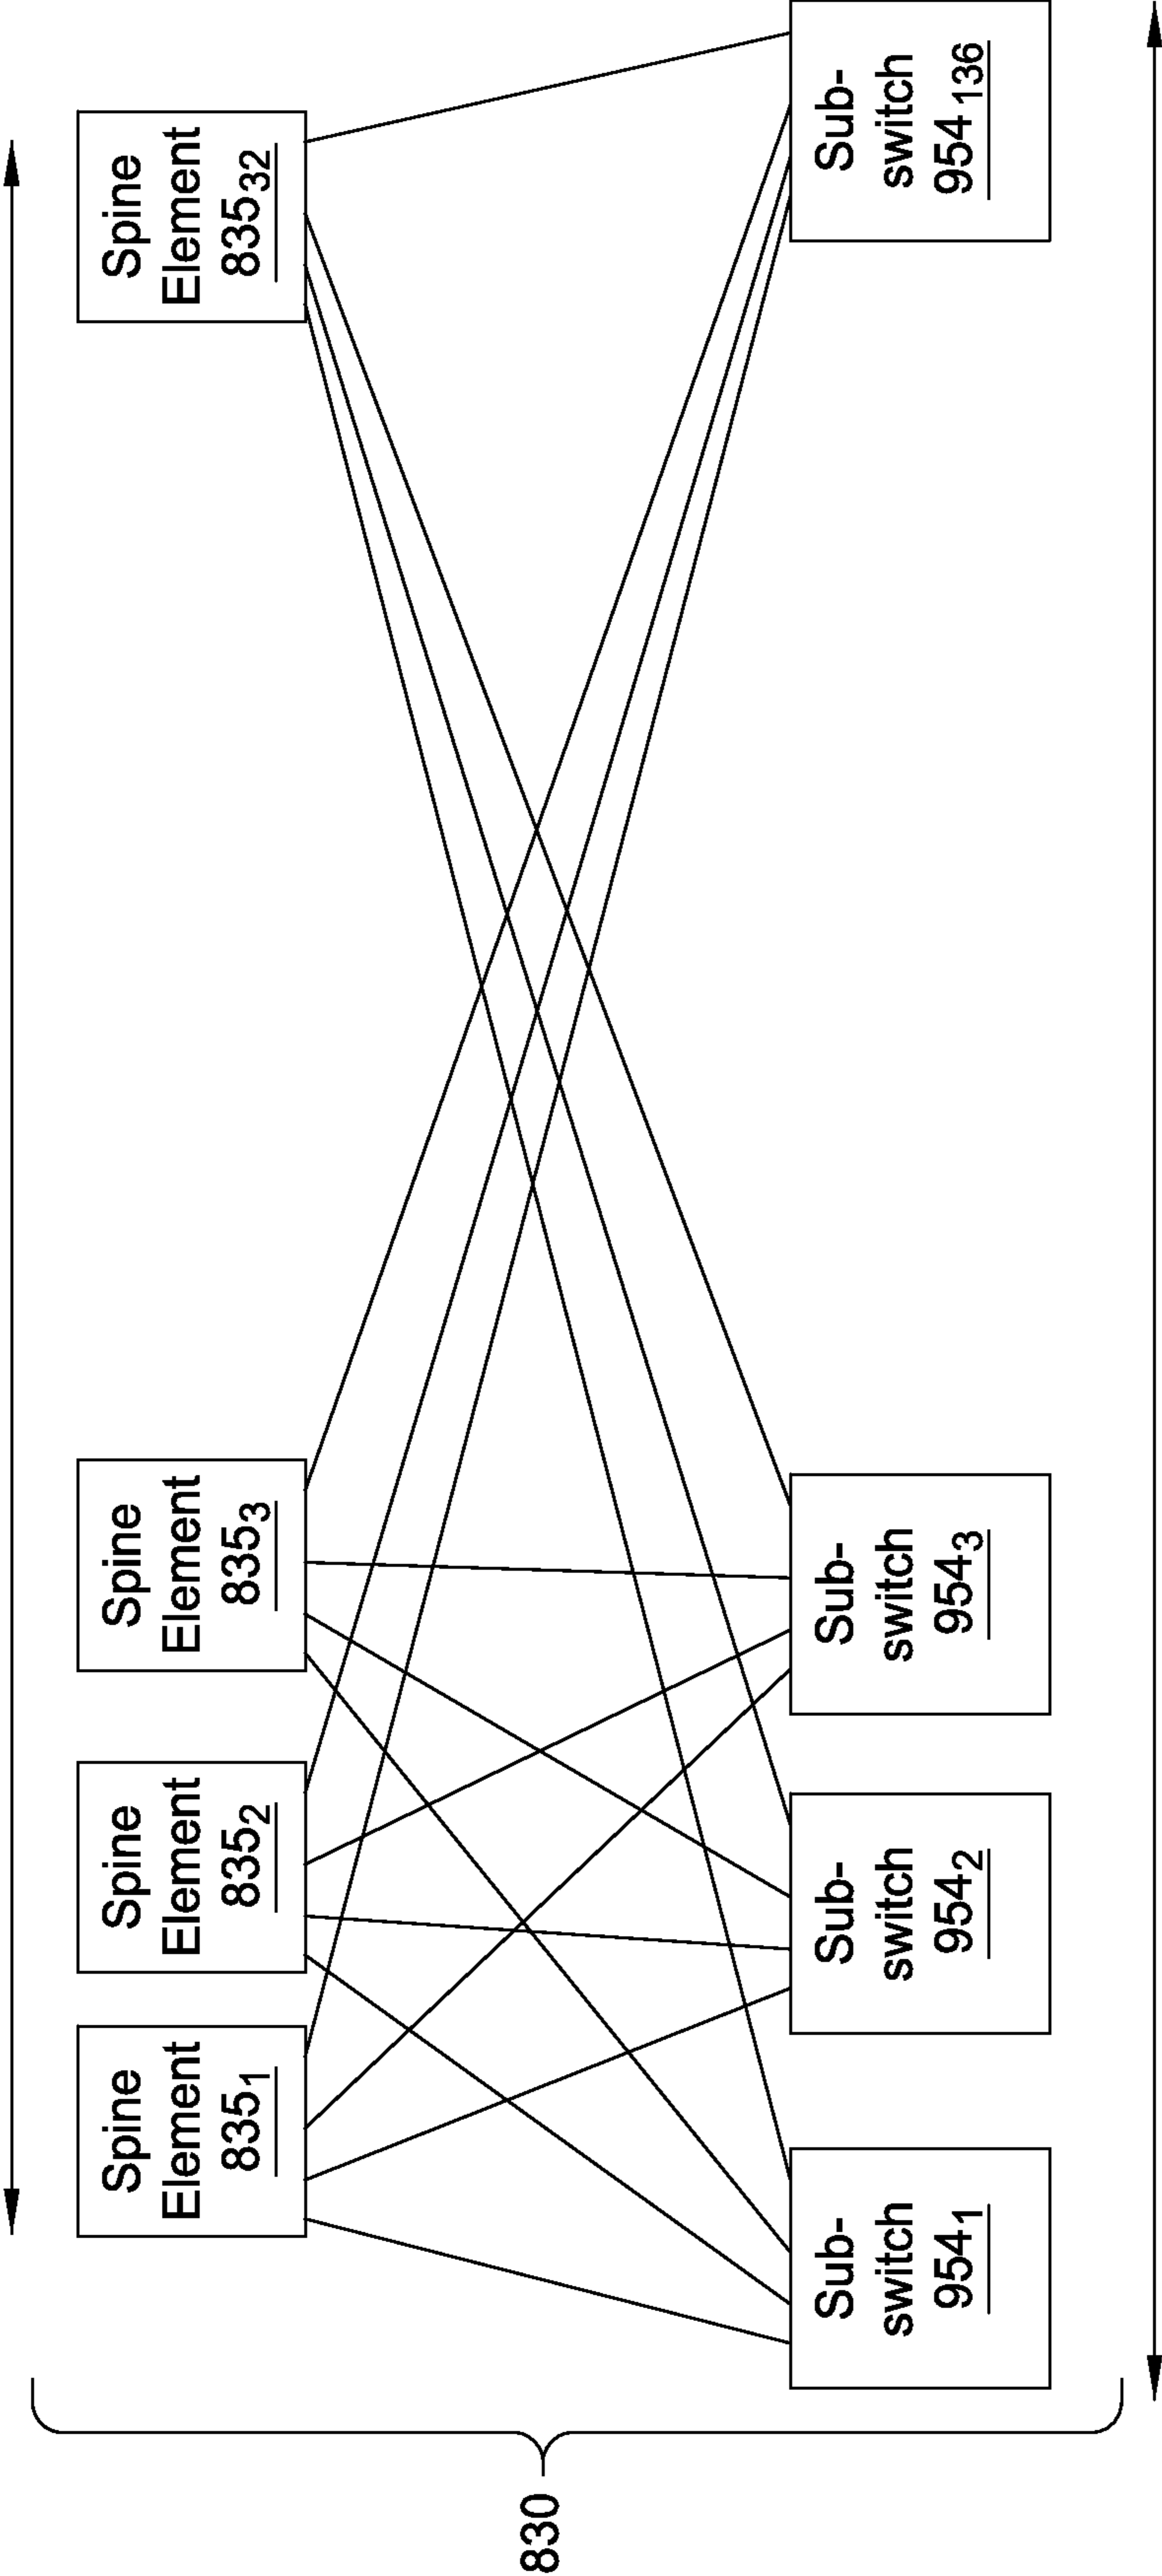 830
Spine
Element
835₁
Spine
Element
835₂
Spine
Element
835₃
Spine
Element
835₃₂
Sub-
switch
954₁
Sub-
switch
954₂
Sub-
switch
954₃
Sub-
switch
954₁₃₆